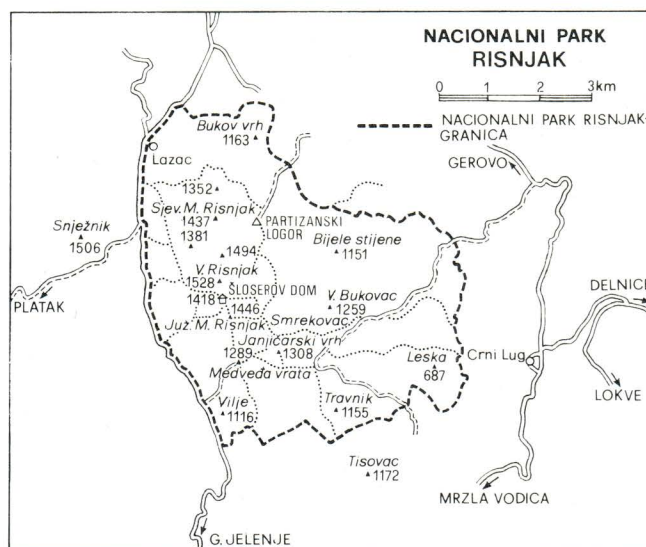 NACIONALNI PARK
RISNJAK
0 1 2 3km
NACIONALNI PARK RISNJAK-
GRANICA
Bukov vrh
1163
Lazac
GEROVO
1352
Sjev. M. Risnjak
1437
PARTIZANSKI
LOGOR
Snježnik
1506
1381
1494
Bijele stijene
1151
V. Risnjak
1528
ŠLOSEROV DOM
1418
1446
V. Bukovac
1259
PLATAK
DELNICE
Juž. M. Risnjak
Smrekovac
Janjičarski vrh
1289
1308
Medveđa vrata
Leska
687
Crni Lug
LOKVE
Vilje
1116
Travnik
1155
Tisovac
1172
MRZLA VODICA
G. JELENJE